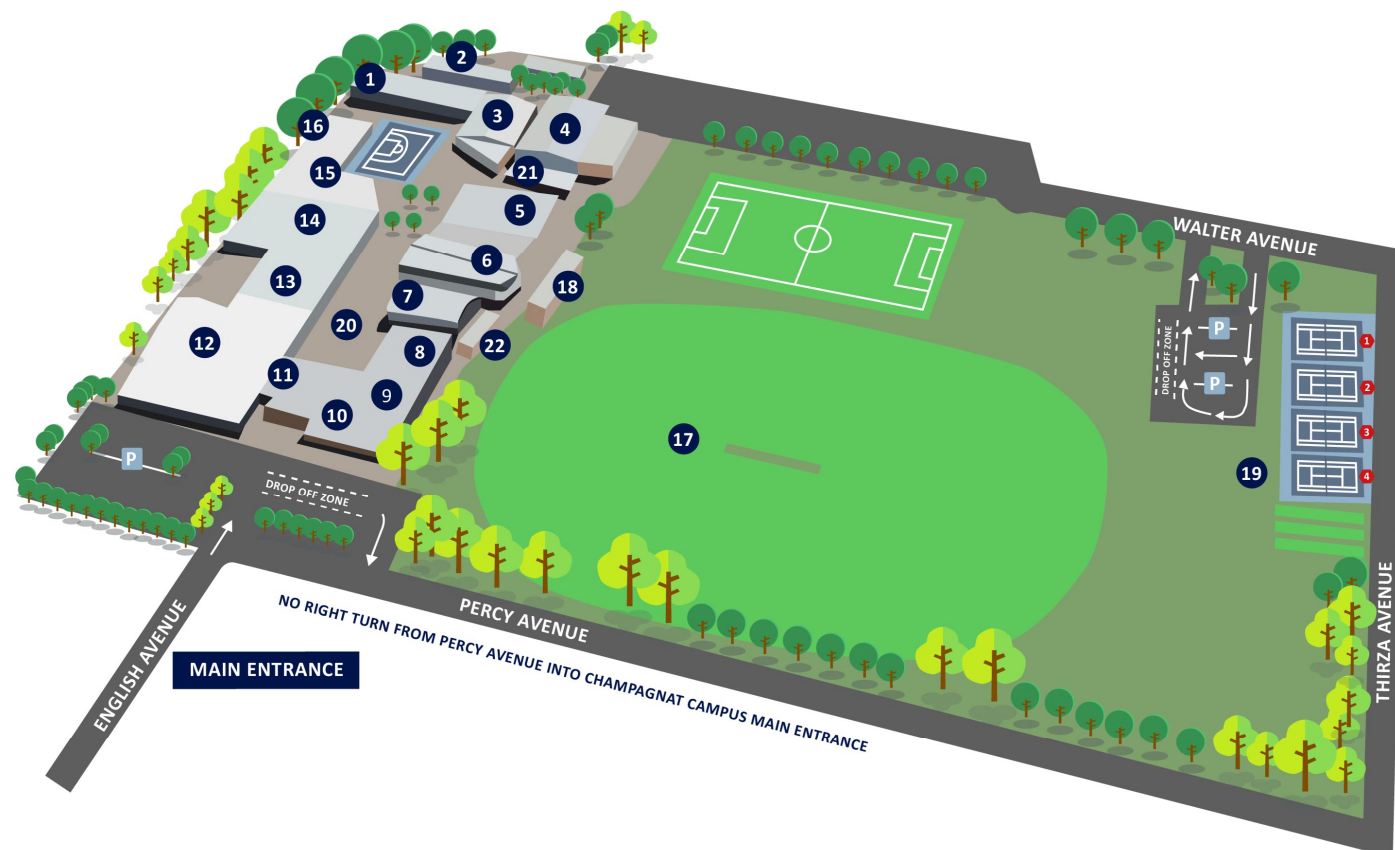 2
1
3
4
16
15
21
5
14
6
13
18
7
20
22
12
8
11
9
10
17
19
WALTER AVENUE
P
P
DROP OFF ZONE
1
2
3
4
P
DROP OFF ZONE
ENGLISH AVENUE
MAIN ENTRANCE
PERCY AVENUE
NO RIGHT TURN FROM PERCY AVENUE INTO CHAMPAGNAT CAMPUS MAIN ENTRANCE
THIRZA AVENUE